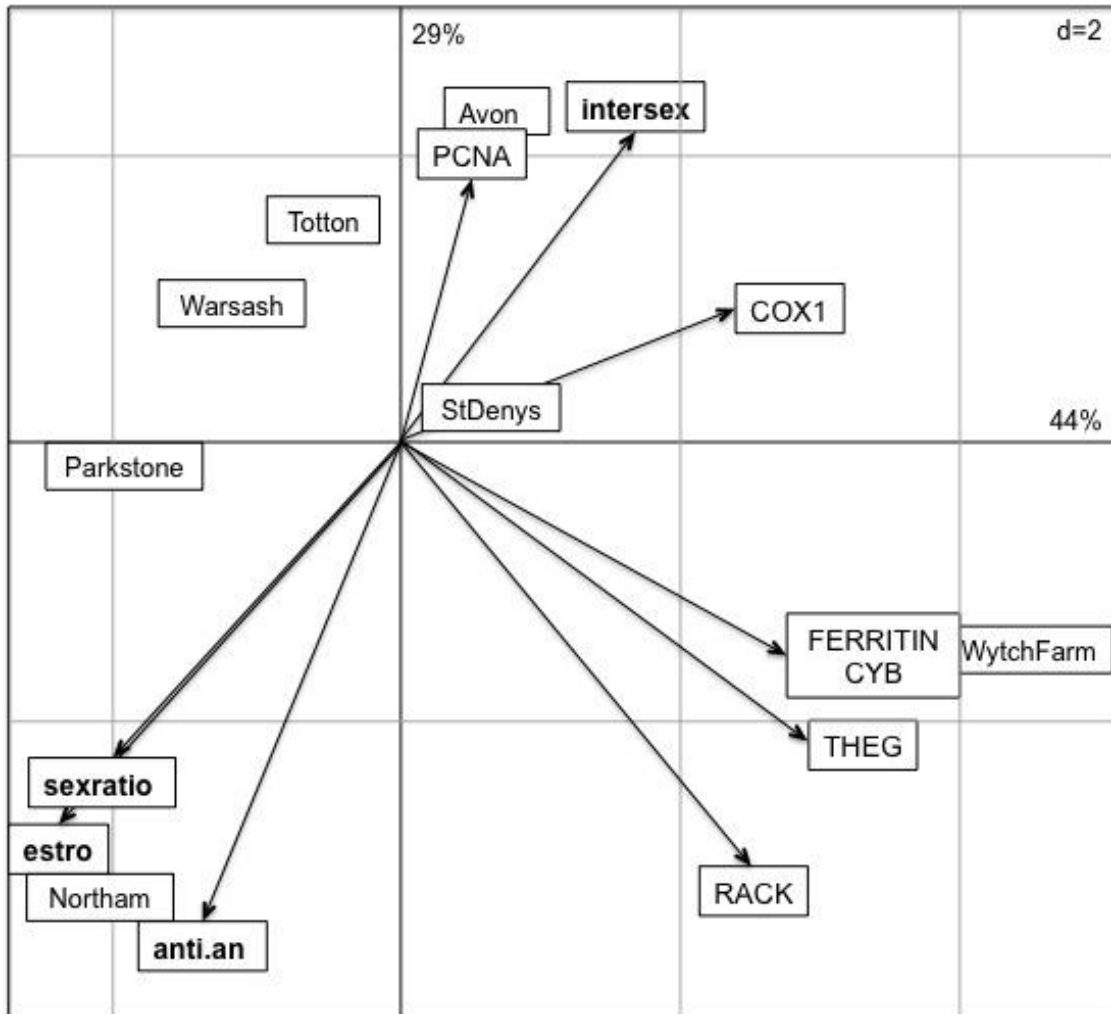 29%
d=2
Avon
intersex
PCNA
Totton
Warsash
COX1
StDenys
44%
Parkstone
FERRITIN
CYB
WytchFarm
THEG
sexratio
estro
Northam
RACK
anti.an